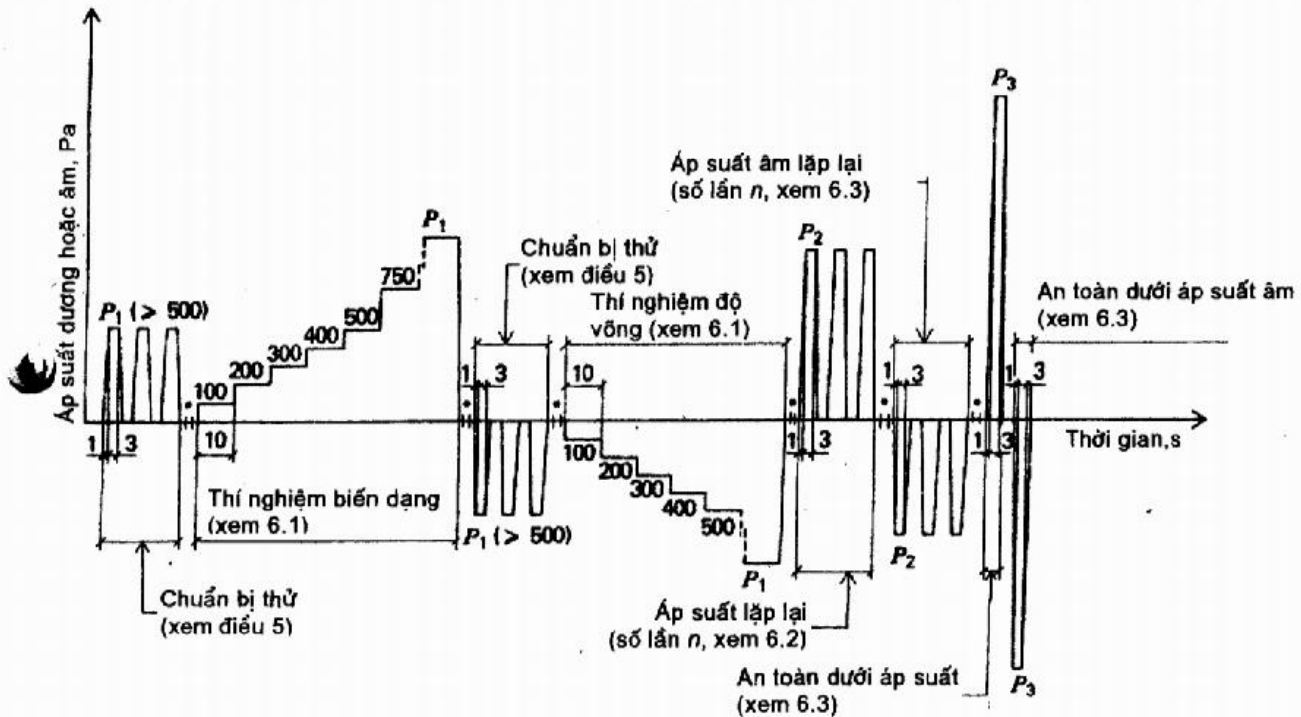 Áp suất dương hoặc âm, Pa
P1 (> 500)
1
3
Chuẩn bị thử
(xem điều 5)
100
200
300
400
500
750
P1
10
Thí nghiệm biến dạng
(xem 6.1)
Chuẩn bị thử
(xem điều 5)
1
3
P1 (> 500)
Thí nghiệm độ
võng (xem 6.1)
10
100
200
300
400
500
P1
P2
1
3
Áp suất lặp lại
(số lần n, xem 6.2)
Áp suất âm lặp lại
(số lần n, xem 6.3)
1
3
P2
P3
1
3
An toàn dưới áp suất
(xem 6.3)
An toàn dưới áp suất âm
(xem 6.3)
1
3
P3
Thời gian,s